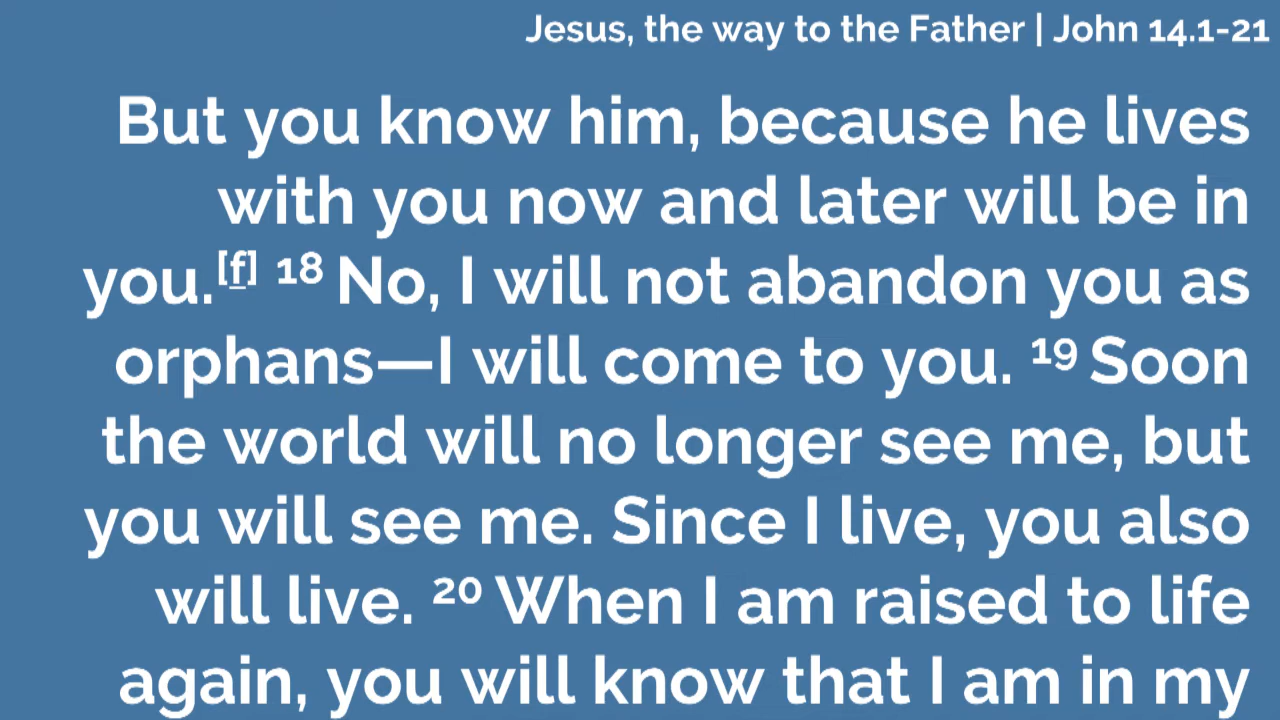 Jesus, the way to the Father | John 14.1-21
But you know him, because he lives
with you now and later will be in
you.[f] 18 No, I will not abandon you as
orphans—I will come to you. 19 Soon
the world will no longer see me, but
you will see me. Since I live, you also
will live. 20 When I am raised to life
again, you will know that I am in my